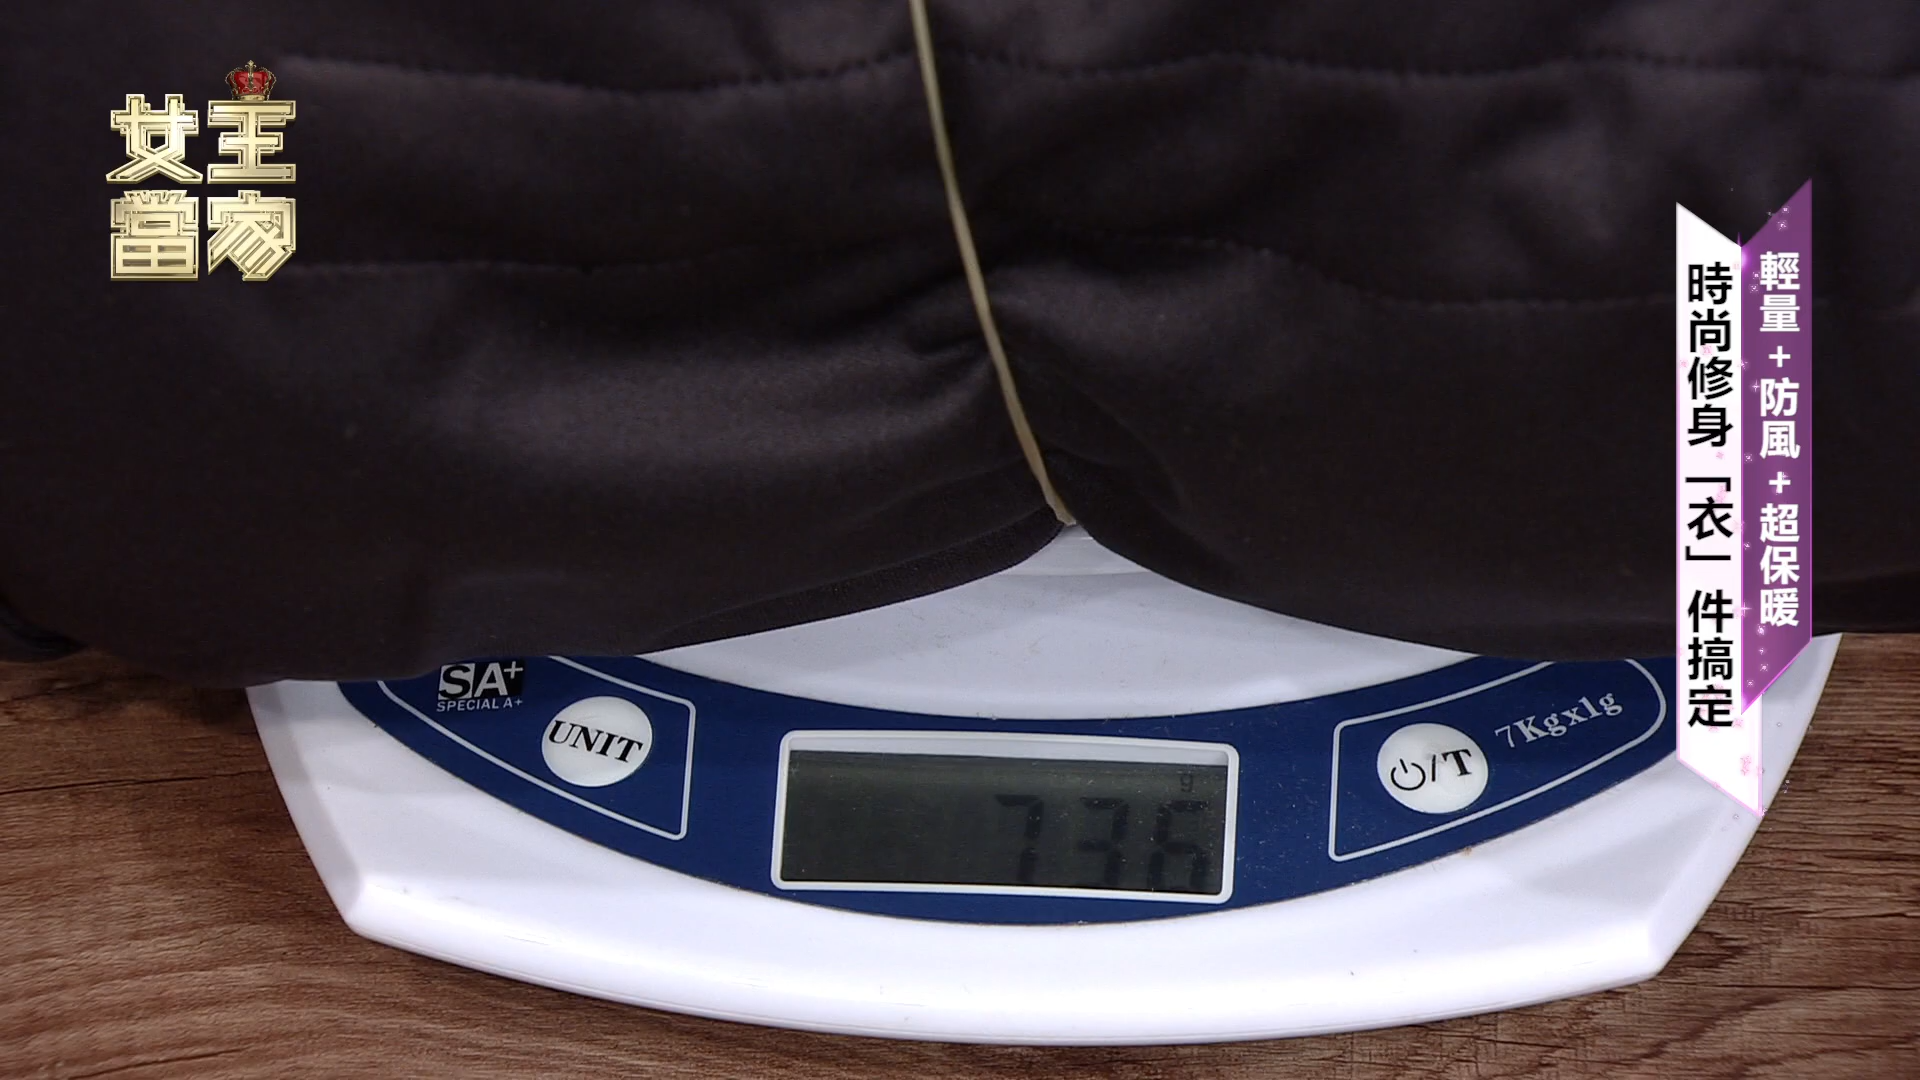 女王
當家
輕量+防風+超保暖
時尚修身「衣」件搞定
SA+
SPECIAL A+
UNIT
g
736
⏻/T
7Kgx1g